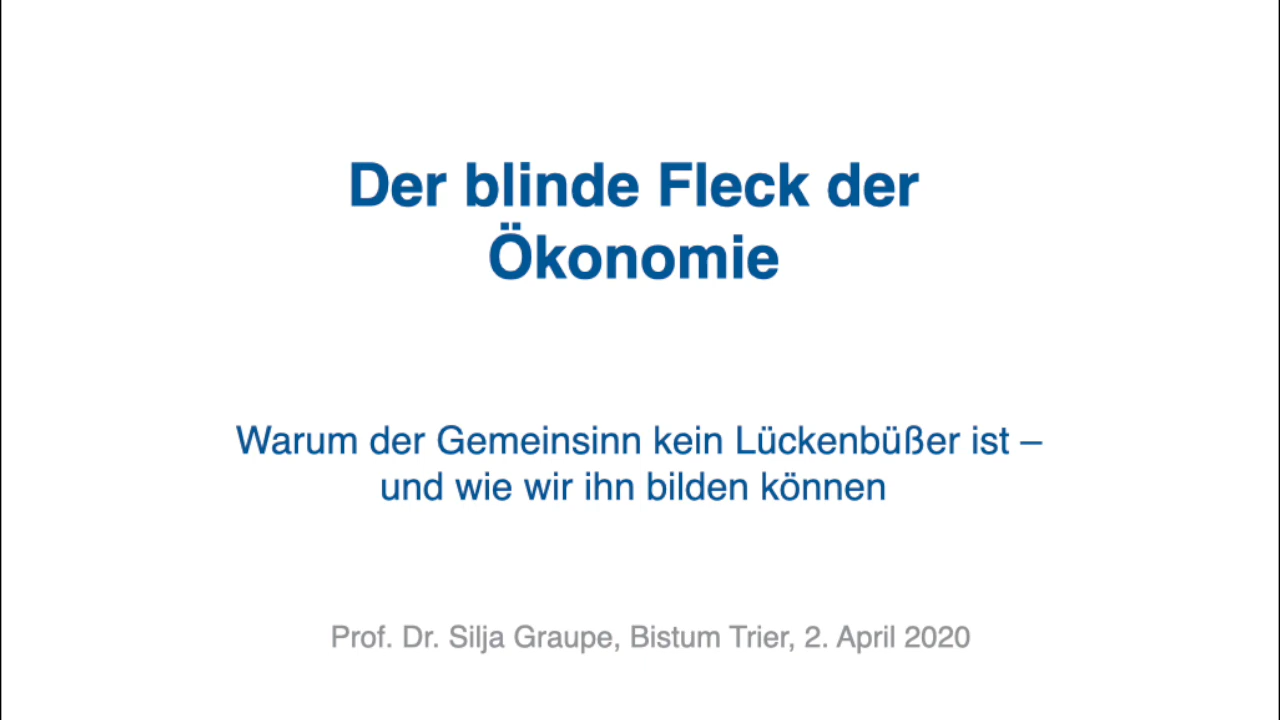 Der blinde Fleck der
Ökonomie
Warum der Gemeinsinn kein Lückenbüßer ist –
und wie wir ihn bilden können
Prof. Dr. Silja Graupe, Bistum Trier, 2. April 2020